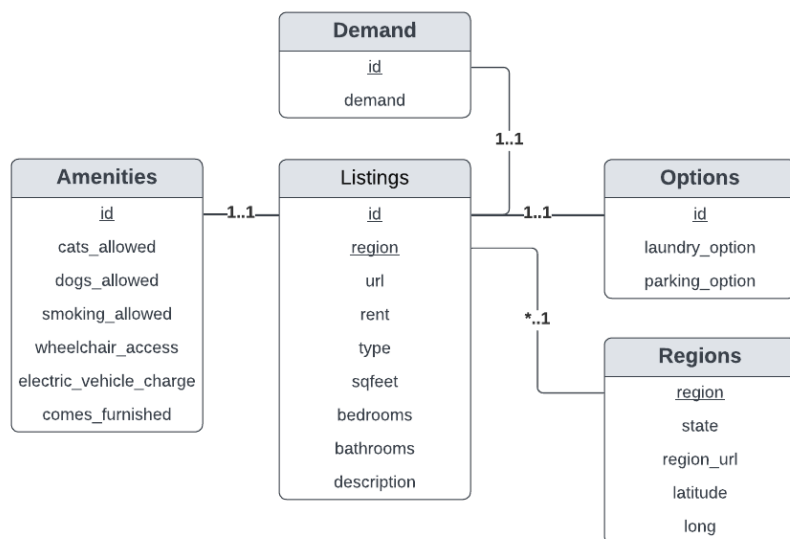 Demand
id
demand
1..1
Amenities
id
cats_allowed
dogs_allowed
smoking_allowed
wheelchair_access
electric_vehicle_charge
comes_furnished
1..1
Listings
id
region
url
rent
type
sqfeet
bedrooms
bathrooms
description
1..1
Options
id
laundry_option
parking_option
*..1
Regions
region
state
region_url
latitude
long